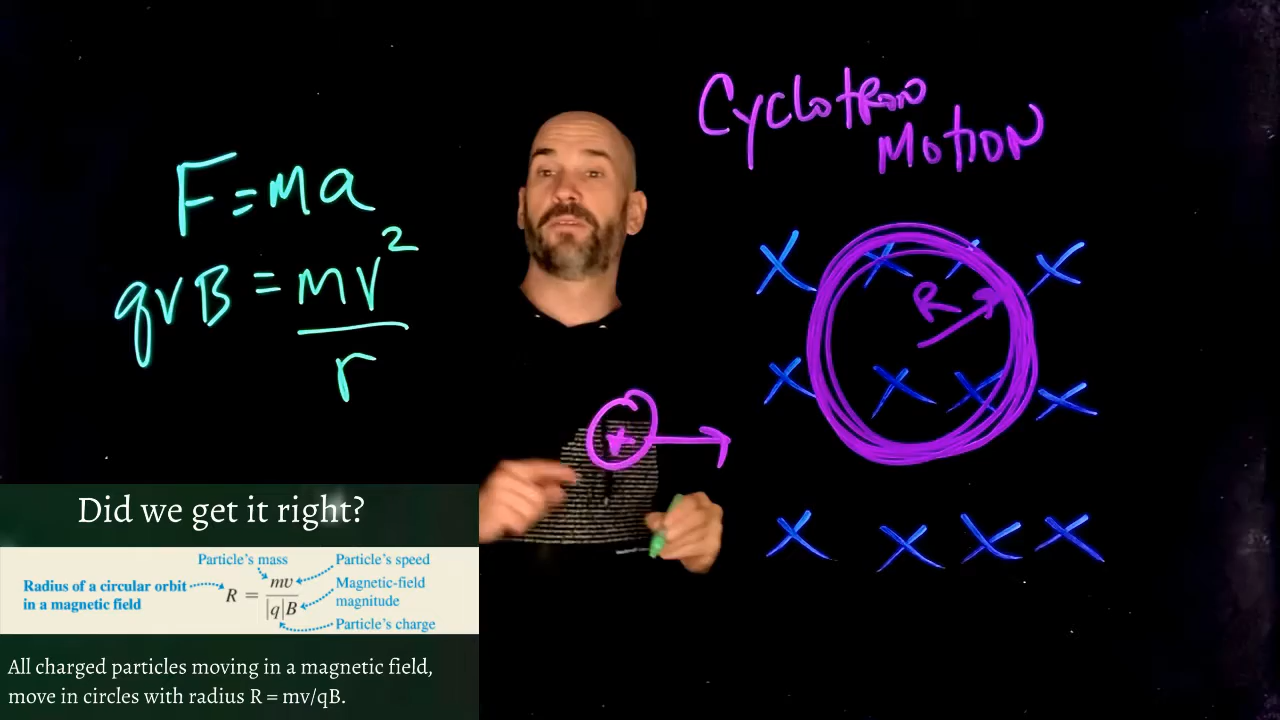 Cyclotron
Motion
F = ma
qvB = mv²
r
R
+
x x x x
x x x x
x x x x
Did we get it right?
Particle's mass
Particle's speed
Radius of a circular orbit
in a magnetic field
R = mv
|q|B
Magnetic-field
magnitude
Particle's charge
All charged particles moving in a magnetic field,
move in circles with radius R = mv/qB.